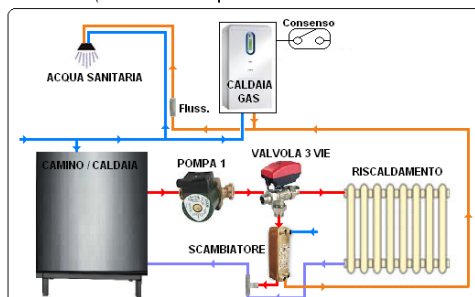 Consenso
ACQUA SANITARIA
CALDAIA
GAS
Fluss.
CAMINO / CALDAIA
POMPA 1
VALVOLA 3 VIE
RISCALDAMENTO
SCAMBIATORE